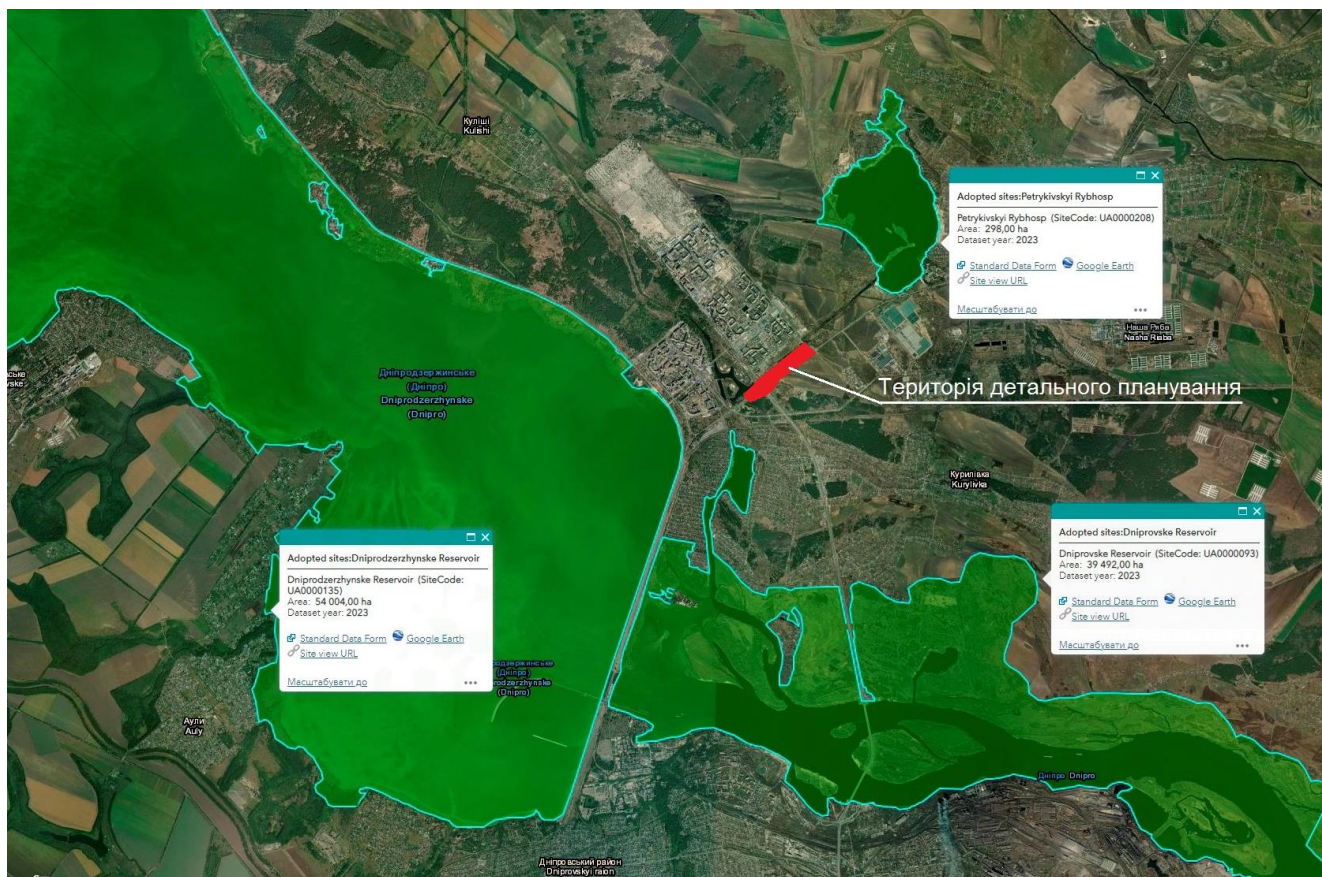 Куліші
Kulishi
Adopted sites:Petrykivskyi Rybhosp
Petrykivskyi Rybhosp (SiteCode: UA0000208)
Area: 298,00 ha
Dataset year: 2023
Standard Data Form Google Earth
Site view URL
Масштабувати до
Наша Ряба
Nasha Riaba
Дніпродзержинське
(Дніпро)
Dniprodzerzhynske
(Dnipro)
Територія детального планування
Курилівка
Kurylivka
Adopted sites:Dniprovske Reservoir
Dniprovske Reservoir (SiteCode: UA0000093)
Area: 39 492,00 ha
Dataset year: 2023
Standard Data Form Google Earth
Site view URL
Масштабувати до
Adopted sites:Dniprodzerzhynske Reservoir
Dniprodzerzhynske Reservoir (SiteCode:
UA0000135)
Area: 54 004,00 ha
Dataset year: 2023
Standard Data Form Google Earth
Site view URL
Масштабувати до
(Дніпро)
(Dnipro)
Аули
Auly
Дніпро Dnipro
Дніпровський район
Dniprovskyi raion